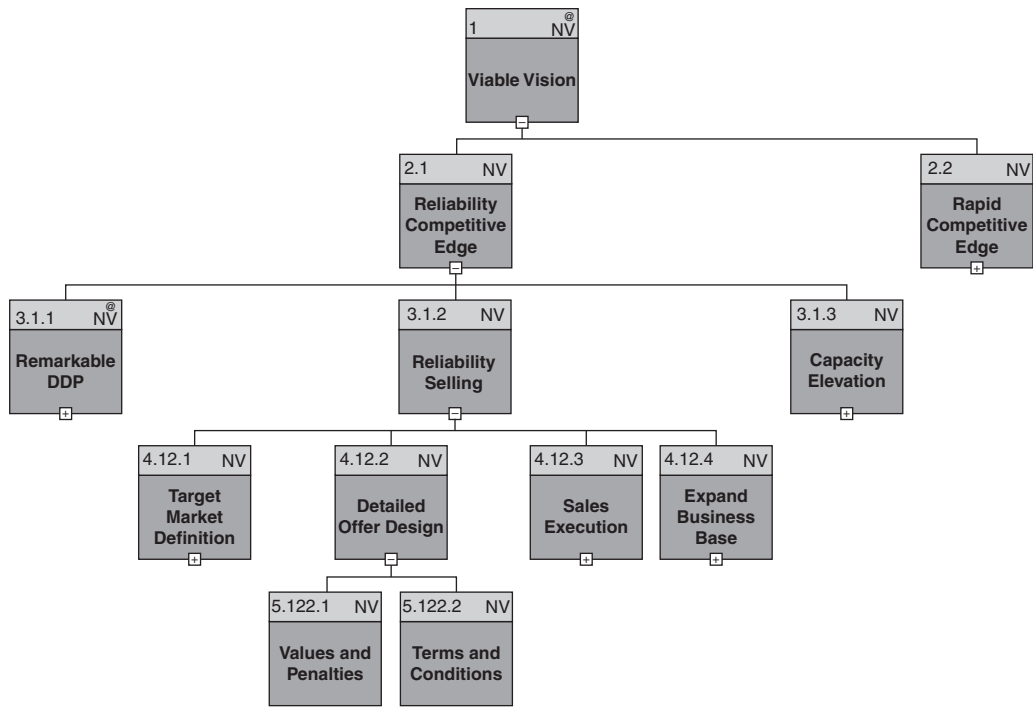 @
1 NV
Viable Vision
−
2.1 NV
Reliability
Competitive
Edge
−
2.2 NV
Rapid
Competitive
Edge
+
@
3.1.1 NV
Remarkable
DDP
+
3.1.2 NV
Reliability
Selling
−
3.1.3 NV
Capacity
Elevation
+
4.12.1 NV
Target
Market
Definition
+
4.12.2 NV
Detailed
Offer Design
−
4.12.3 NV
Sales
Execution
+
4.12.4 NV
Expand
Business
Base
+
5.122.1 NV
Values and
Penalties
5.122.2 NV
Terms and
Conditions